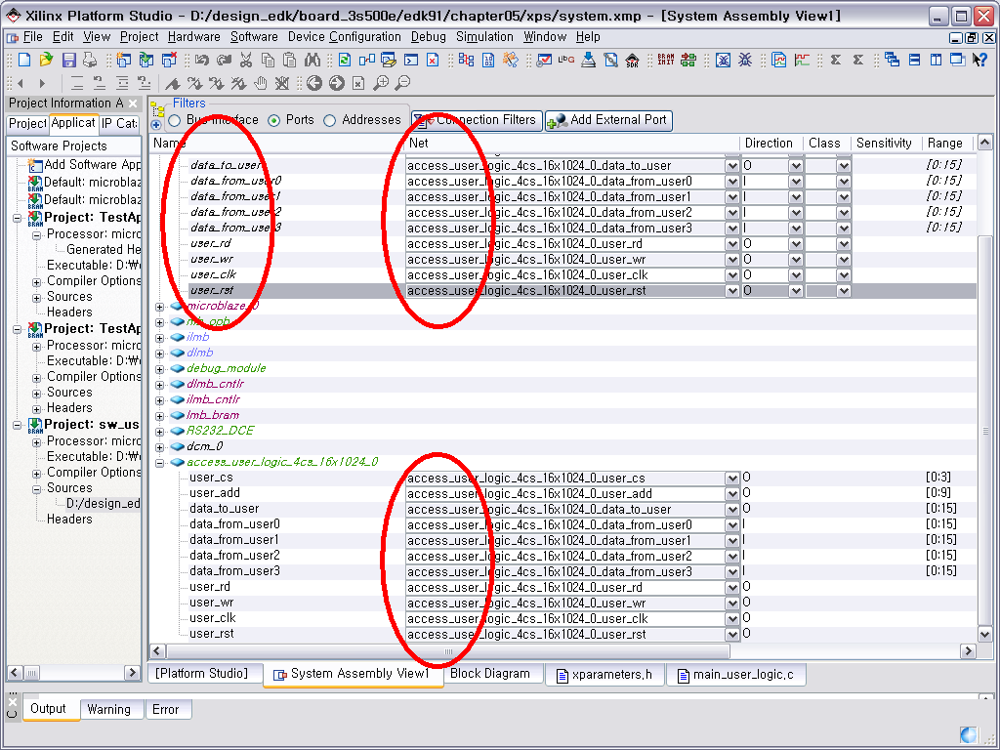 Xilinx Platform Studio - D:/design_edk/board_3s500e/edk91/chapter05/xps/system.xmp - [System Assembly View1]
File Edit View Project Hardware Software Device Configuration Debug Simulation Window Help
Project Information A
Project Applicat IP Cat
Software Projects
Add Software App
Default: microblaz
Default: microblaz
Project: TestAp
Processor: micro
Generated He
Executable: D:\
Compiler Options
Sources
Headers
Project: TestAp
Processor: micro
Executable: D:\
Compiler Options
Sources
Headers
Project: sw_us
Processor: micro
Executable: D:\
Compiler Options
Sources
D:/design_ed
Headers
Filters
Bus Interface Ports Addresses Connection Filters Add External Port
Name Net Direction Class Sensitivity Range
data_to_user access_user_logic_4cs_16x1024_0_data_to_user O [0:15]
data_from_user0 access_user_logic_4cs_16x1024_0_data_from_user0 I [0:15]
data_from_user1 access_user_logic_4cs_16x1024_0_data_from_user1 I [0:15]
data_from_user2 access_user_logic_4cs_16x1024_0_data_from_user2 I [0:15]
data_from_user3 access_user_logic_4cs_16x1024_0_data_from_user3 I [0:15]
user_rd access_user_logic_4cs_16x1024_0_user_rd O
user_wr access_user_logic_4cs_16x1024_0_user_wr O
user_clk access_user_logic_4cs_16x1024_0_user_clk O
user_rst access_user_logic_4cs_16x1024_0_user_rst O
microblaze_0
mb_opb
ilmb
dlmb
debug_module
dlmb_cntlr
ilmb_cntlr
lmb_bram
RS232_DCE
dcm_0
access_user_logic_4cs_16x1024_0
user_cs access_user_logic_4cs_16x1024_0_user_cs O [0:3]
user_add access_user_logic_4cs_16x1024_0_user_add O [0:9]
data_to_user access_user_logic_4cs_16x1024_0_data_to_user O [0:15]
data_from_user0 access_user_logic_4cs_16x1024_0_data_from_user0 I [0:15]
data_from_user1 access_user_logic_4cs_16x1024_0_data_from_user1 I [0:15]
data_from_user2 access_user_logic_4cs_16x1024_0_data_from_user2 I [0:15]
data_from_user3 access_user_logic_4cs_16x1024_0_data_from_user3 I [0:15]
user_rd access_user_logic_4cs_16x1024_0_user_rd O
user_wr access_user_logic_4cs_16x1024_0_user_wr O
user_clk access_user_logic_4cs_16x1024_0_user_clk O
user_rst access_user_logic_4cs_16x1024_0_user_rst O
[Platform Studio] System Assembly View1 Block Diagram xparameters.h main_user_logic.c
Output Warning Error